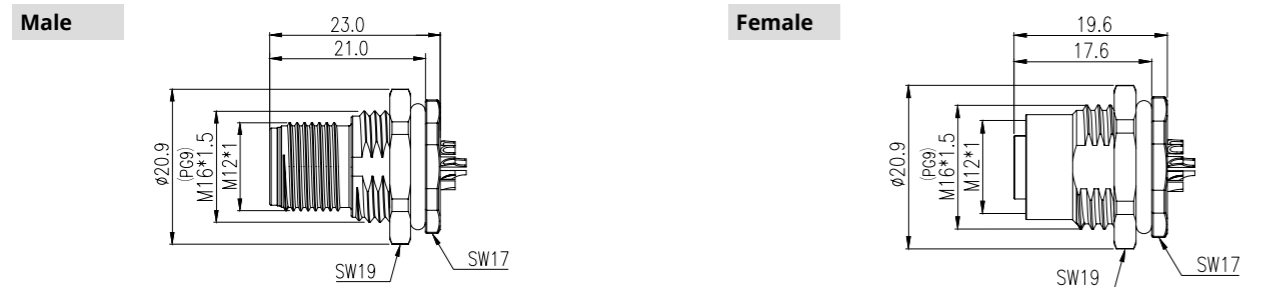 Male
23.0
21.0
ø20.9
(PG9)
M16*1.5
M12*1
SW19
SW17
Female
19.6
17.6
ø20.9
(PG9)
M16*1.5
M12*1
SW19
SW17